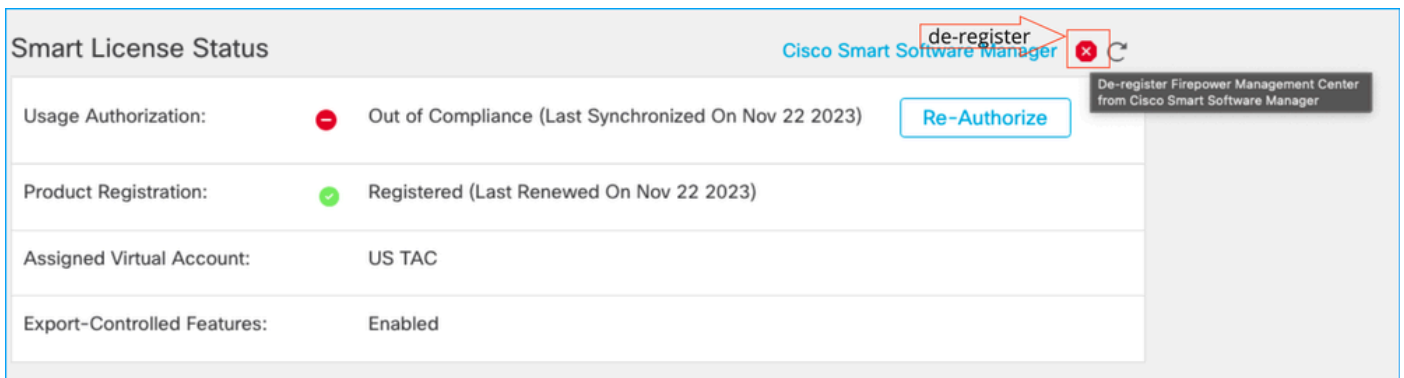 de-register
Smart License Status
Cisco Smart Software Manager
De-register Firepower Management Center
from Cisco Smart Software Manager
Usage Authorization:
Out of Compliance (Last Synchronized On Nov 22 2023)
Re-Authorize
Product Registration:
Registered (Last Renewed On Nov 22 2023)
Assigned Virtual Account:
US TAC
Export-Controlled Features:
Enabled